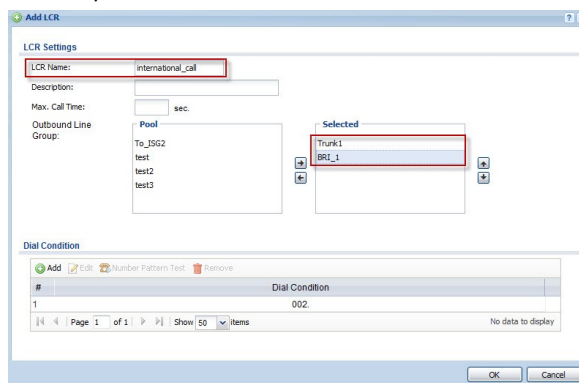 Add LCR
?
LCR Settings
LCR Name: international_call
Description:
Max. Call Time: sec.
Outbound Line Group:
Pool
To_ISG2
test
test2
test3
Selected
Trunk1
BRI_1
Dial Condition
Add Edit Number Pattern Test Remove
# Dial Condition
1 002.
Page 1 of 1 Show 50 items No data to display
OK Cancel